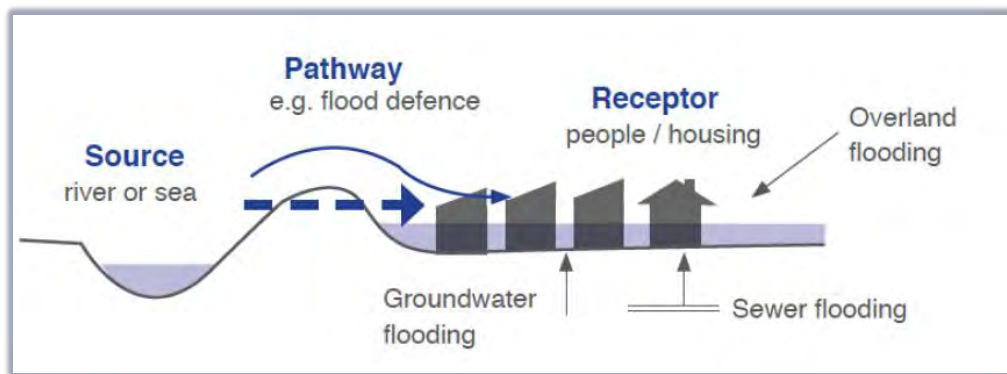 Pathway
e.g. flood defence
Receptor
people / housing
Overland
flooding
Source
river or sea
Groundwater
flooding
Sewer flooding